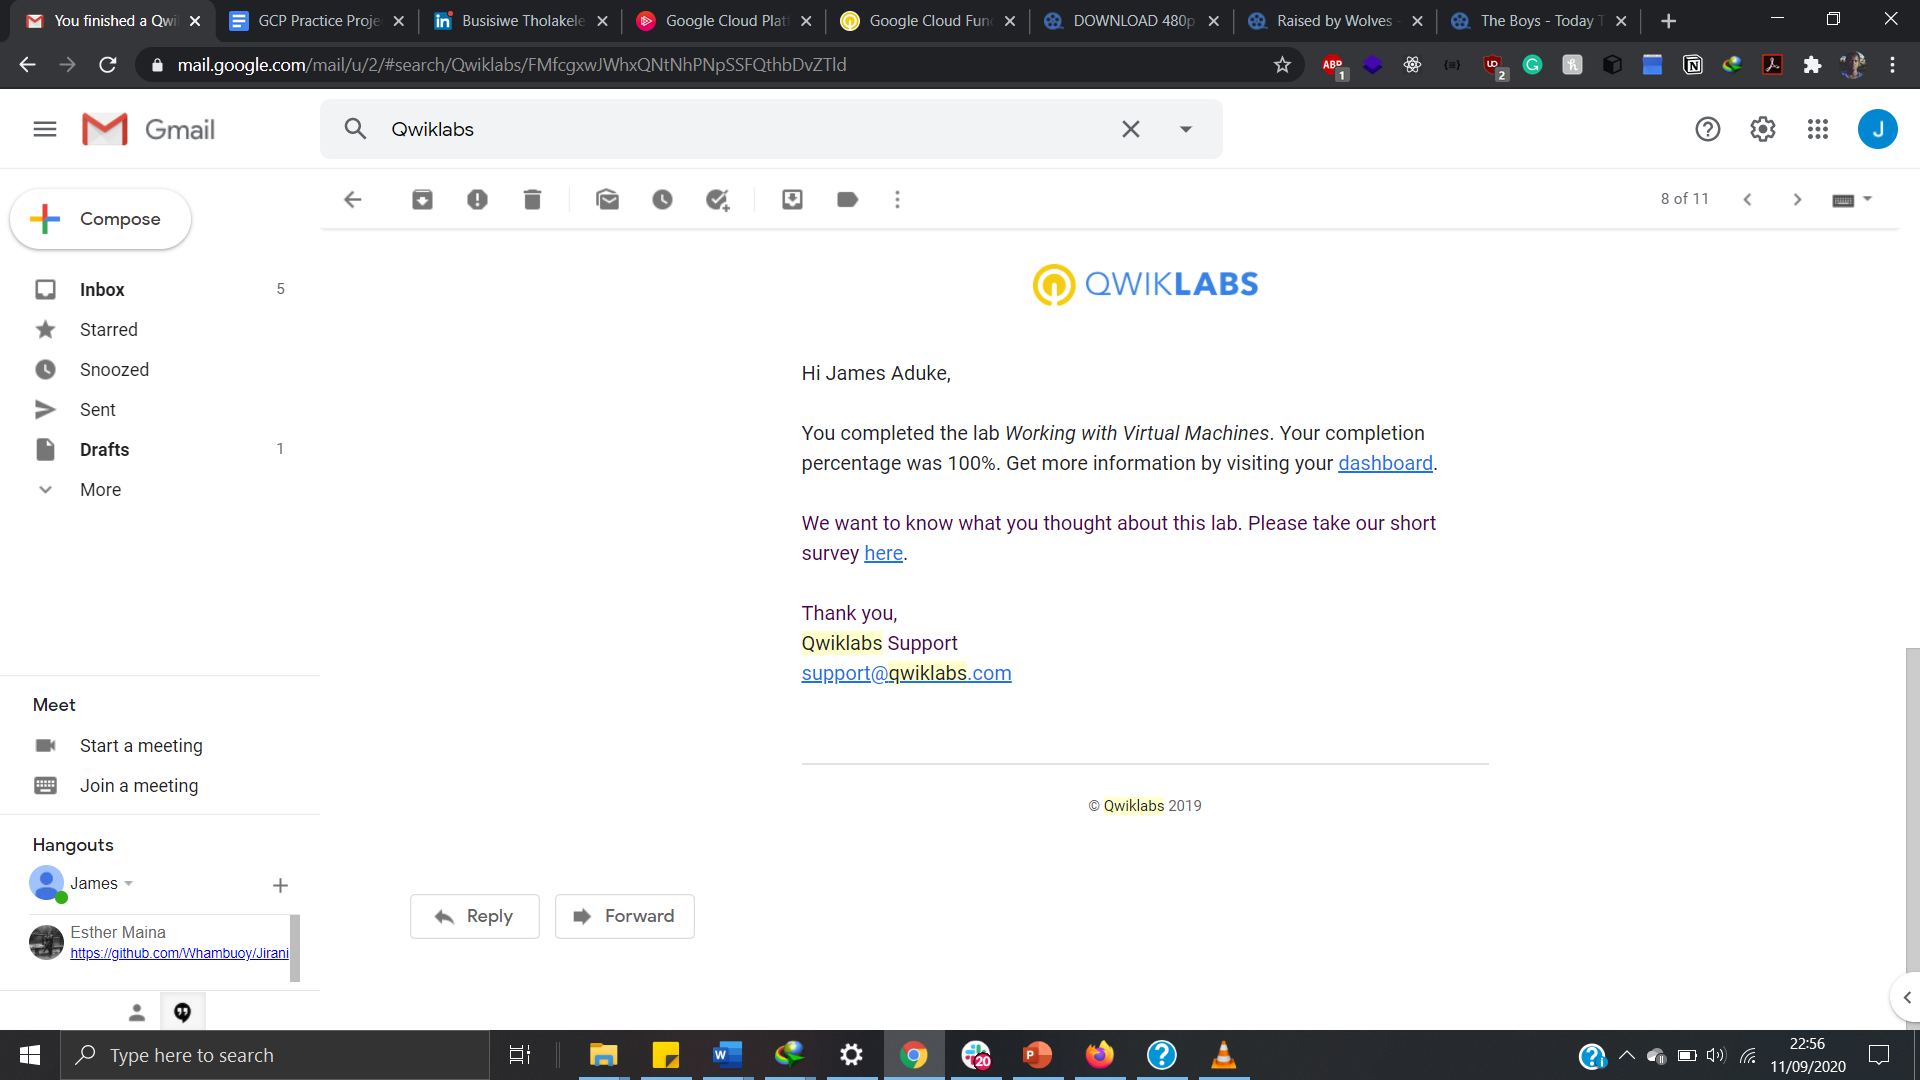 You finished a Qwi
GCP Practice Proje
Busisiwe Tholakele
Google Cloud Plat
Google Cloud Fun
DOWNLOAD 480p
Raised by Wolves -
The Boys - Today T
mail.google.com/mail/u/2/#search/Qwiklabs/FMfcgxwJWhxQNtNhPNpSSFQthbDvZTld
ABP
1
2
Gmail
Qwiklabs
J
Compose
8 of 11
Inbox 5
Starred
Snoozed
Sent
Drafts 1
More
QWIKLABS
Hi James Aduke,
You completed the lab Working with Virtual Machines. Your completion
percentage was 100%. Get more information by visiting your dashboard.
We want to know what you thought about this lab. Please take our short
survey here.
Thank you,
Qwiklabs Support
support@qwiklabs.com
© Qwiklabs 2019
Reply
Forward
Meet
Start a meeting
Join a meeting
Hangouts
James
Esther Maina
https://github.com/Whambuoy/Jirani
Type here to search
20
22:56
11/09/2020